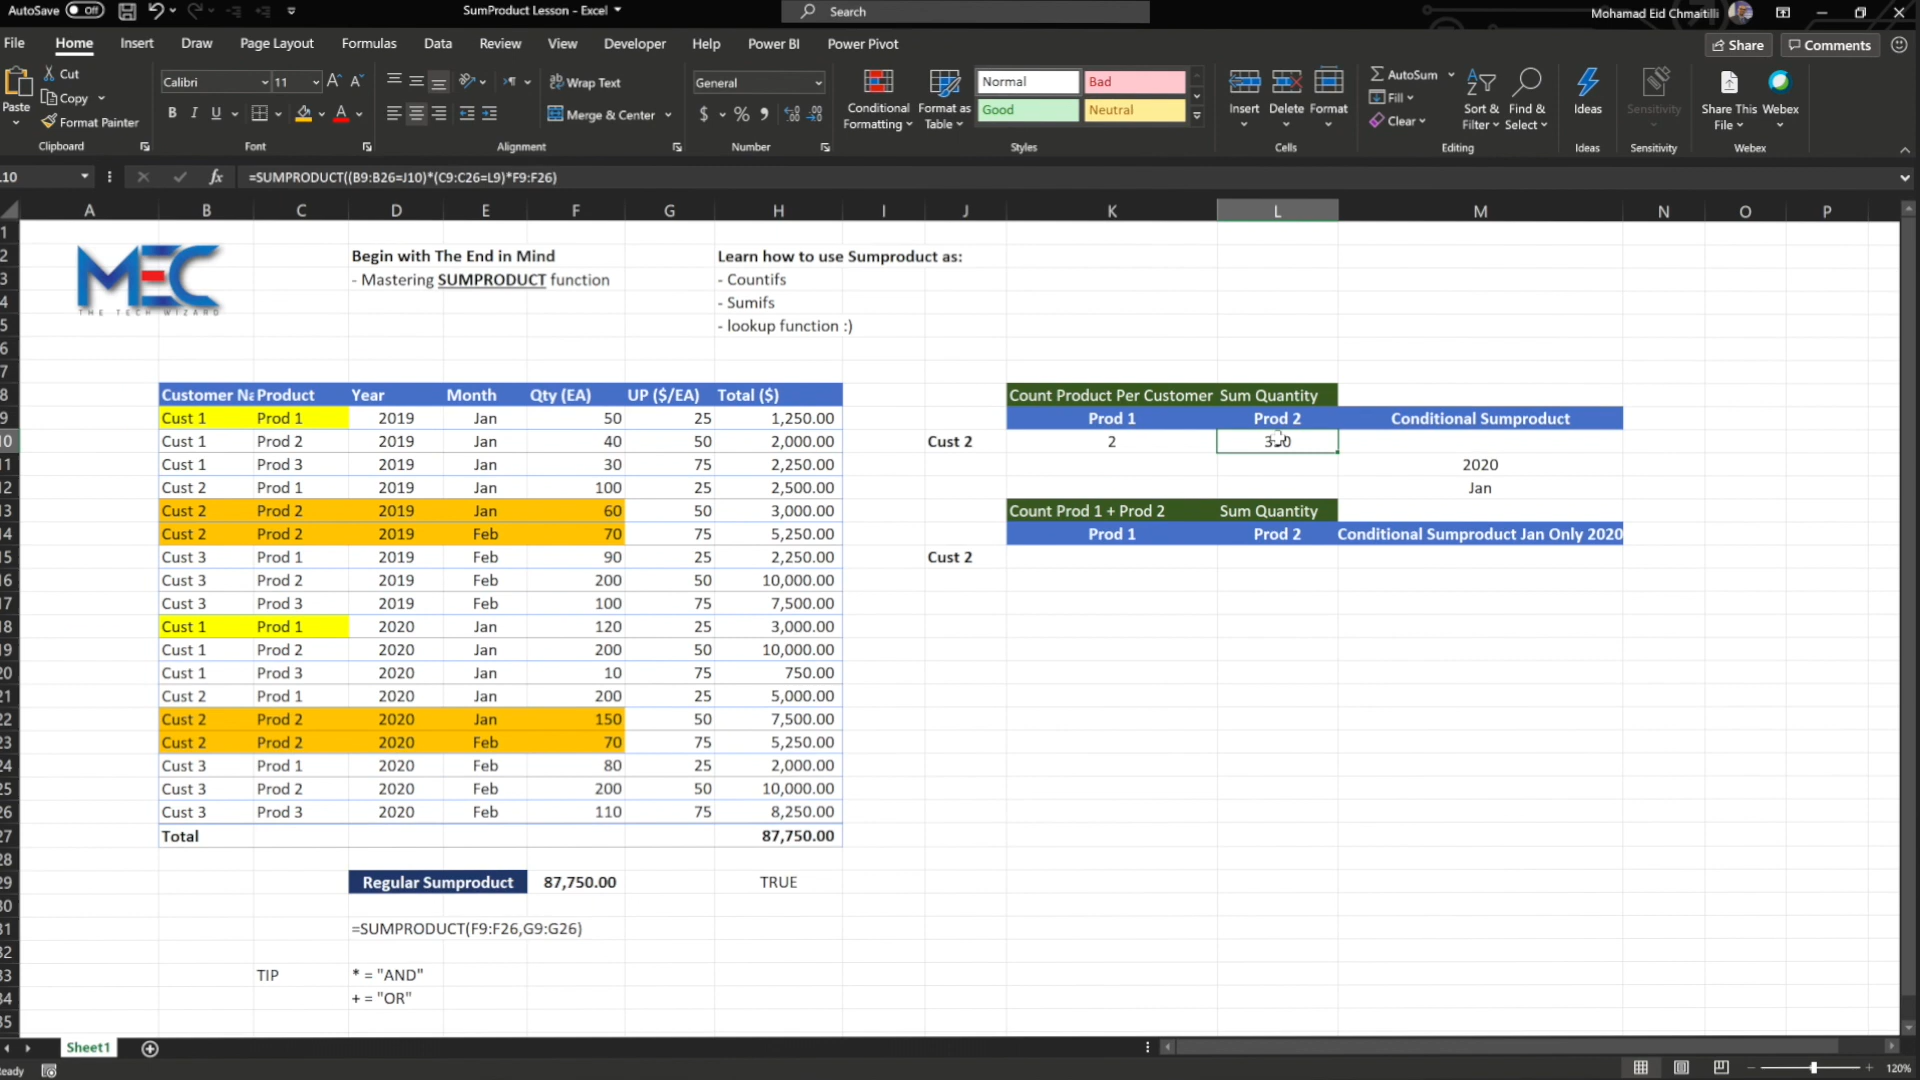 AutoSave Off SumProduct Lesson - Excel Search Mohamad Eid Chmaitilli
File Home Insert Draw Page Layout Formulas Data Review View Developer Help Power BI Power Pivot Share Comments
Paste Cut Copy Format Painter
Clipboard
Calibri 11
B I U
Font
Wrap Text
Merge & Center
Alignment
General
$ %
Number
Conditional Formatting
Format as Table
Normal Bad
Good Neutral
Styles
Insert Delete Format
Cells
AutoSum
Fill
Clear
Sort & Filter
Find & Select
Editing
Ideas
Ideas
Sensitivity
Sensitivity
Share This File
Webex
Webex
fx =SUMPRODUCT((B9:B26=J10)*(C9:C26=L9)*F9:F26)
A B C D E F G H I J K L M N O P
MEC
THE TECH WIZARD
Begin with The End in Mind
- Mastering SUMPRODUCT function
Learn how to use Sumproduct as:
- Countifs
- Sumifs
- lookup function :)
Customer Na Product Year Month Qty (EA) UP ($/EA) Total ($)
Cust 1 Prod 1 2019 Jan 50 25 1,250.00
Cust 1 Prod 2 2019 Jan 40 50 2,000.00
Cust 1 Prod 3 2019 Jan 30 75 2,250.00
Cust 2 Prod 1 2019 Jan 100 25 2,500.00
Cust 2 Prod 2 2019 Jan 60 50 3,000.00
Cust 2 Prod 2 2019 Feb 70 75 5,250.00
Cust 3 Prod 1 2019 Feb 90 25 2,250.00
Cust 3 Prod 2 2019 Feb 200 50 10,000.00
Cust 3 Prod 3 2019 Feb 100 75 7,500.00
Cust 1 Prod 1 2020 Jan 120 25 3,000.00
Cust 1 Prod 2 2020 Jan 200 50 10,000.00
Cust 1 Prod 3 2020 Jan 10 75 750.00
Cust 2 Prod 1 2020 Jan 200 25 5,000.00
Cust 2 Prod 2 2020 Jan 150 50 7,500.00
Cust 2 Prod 2 2020 Feb 70 75 5,250.00
Cust 3 Prod 1 2020 Feb 80 25 2,000.00
Cust 3 Prod 2 2020 Feb 200 50 10,000.00
Cust 3 Prod 3 2020 Feb 110 75 8,250.00
Total 87,750.00
Regular Sumproduct 87,750.00 TRUE
=SUMPRODUCT(F9:F26,G9:G26)
TIP * = "AND"
+ = "OR"
Count Product Per Customer Sum Quantity
Prod 1 Prod 2 Conditional Sumproduct
Cust 2 2
2020
Jan
Count Prod 1 + Prod 2 Sum Quantity
Prod 1 Prod 2 Conditional Sumproduct Jan Only 2020
Cust 2
Sheet1
120%